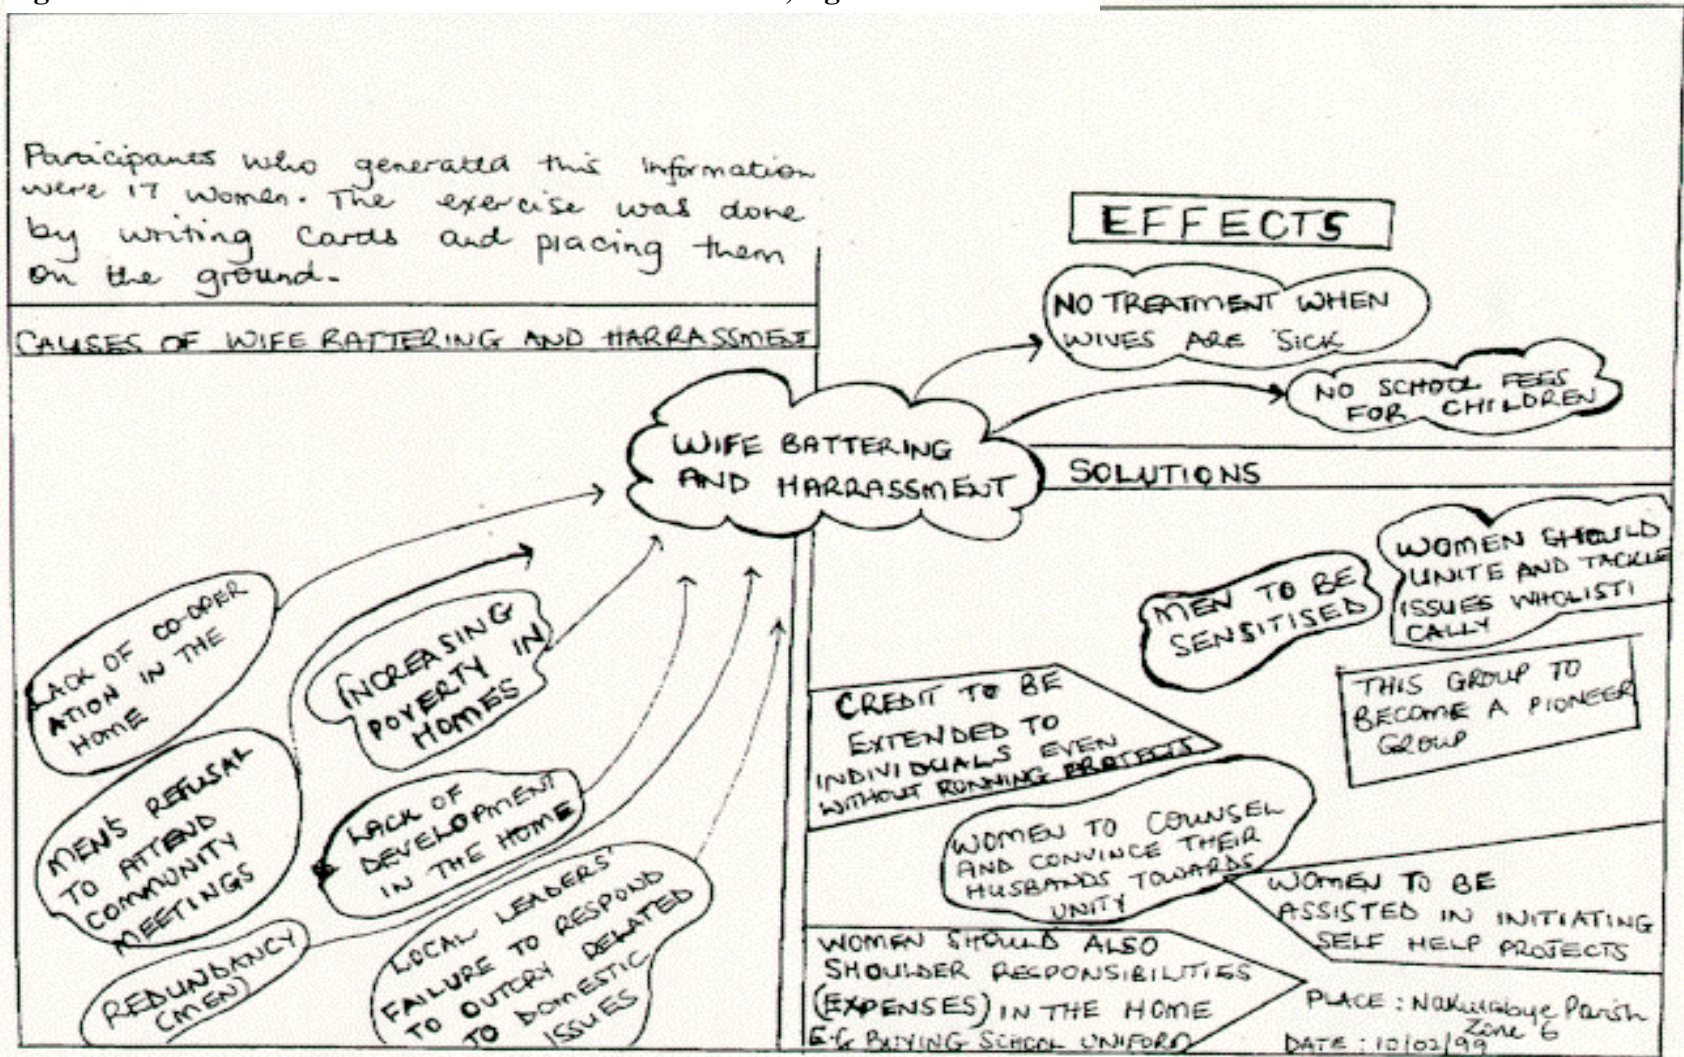 Participants who generated this information
were 17 women. The exercise was done
by writing cards and placing them
on the ground.
CAUSES OF WIFE BATTERING AND HARRASSMENT
EFFECTS
NO TREATMENT WHEN
WIVES ARE SICK
NO SCHOOL FEES
FOR CHILDREN
WIFE BATTERING
AND HARRASSMENT
LACK OF CO-OPER
ATION IN THE
HOME
INCREASING
POVERTY IN
HOMES
MEN'S REFUSAL
TO ATTEND
COMMUNITY
MEETINGS
LACK OF
DEVELOPMENT
IN THE HOME
REDUNDANCY
(MEN)
LOCAL LEADERS'
FAILURE TO RESPOND
TO OUTCRY RELATED
TO DOMESTIC
ISSUES
SOLUTIONS
WOMEN SHOULD
UNITE AND TACKLE
ISSUES WHOLISTI
CALLY
MEN TO BE
SENSITISED
THIS GROUP TO
BECOME A PIONEER
GROUP
CREDIT TO BE
EXTENDED TO
INDIVIDUALS EVEN
WITHOUT RUNNING PROJECTS
WOMEN TO COUNSEL
AND CONVINCE THEIR
HUSBANDS TOWARDS
UNITY
WOMEN TO BE
ASSISTED IN INITIATING
SELF HELP PROJECTS
WOMEN SHOULD ALSO
SHOULDER RESPONSIBILITIES
(EXPENSES) IN THE HOME
E.G BUYING SCHOOL UNIFORM
PLACE: Nakulabye Parish
Zone 6
DATE: 10/02/99